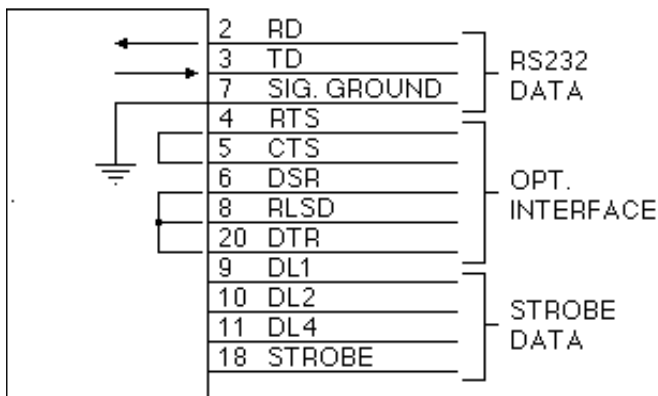 2 RD
3 TD
7 SIG. GROUND
4 RTS
5 CTS
6 DSR
8 RLSD
20 DTR
9 DL1
10 DL2
11 DL4
18 STROBE
RS232
DATA
OPT.
INTERFACE
STROBE
DATA